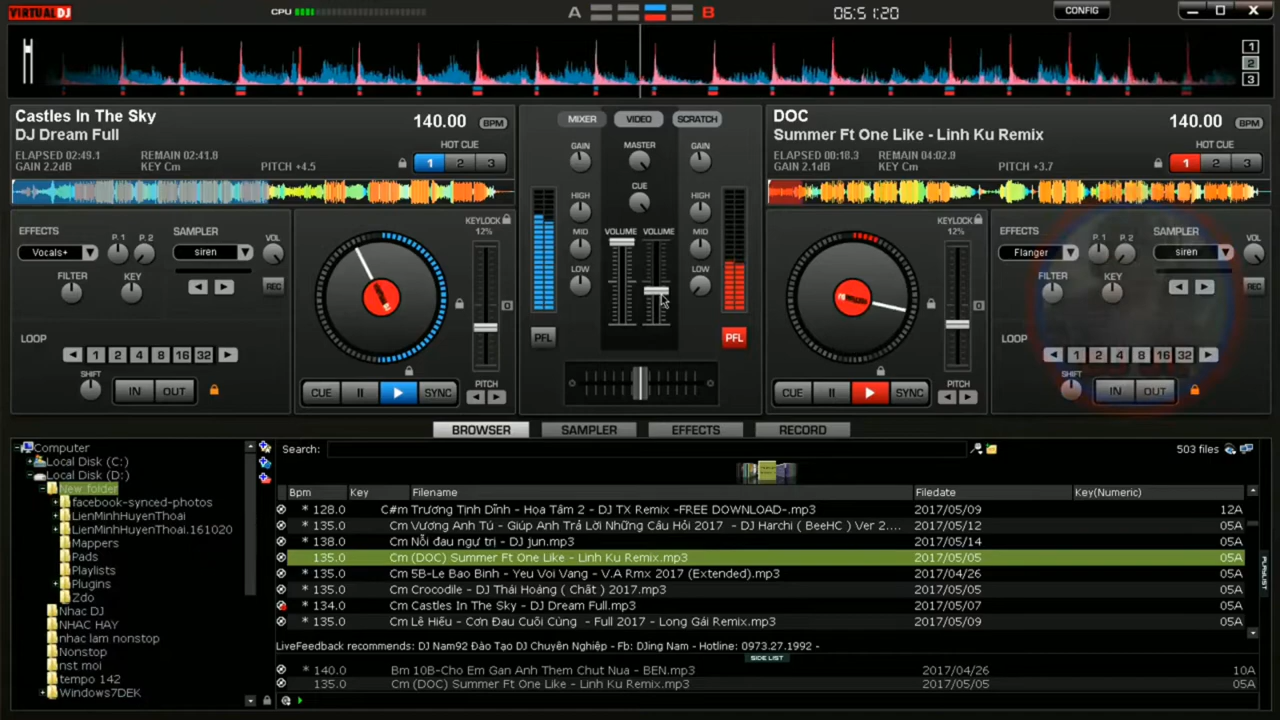 VIRTUAL DJ
CPU
A
B
06:51:20
CONFIG
1
2
3
Castles In The Sky
DJ Dream Full
140.00 BPM
HOT CUE
ELAPSED 02:49.1 REMAIN 02:41.8
GAIN 2.2dB KEY Cm PITCH +4.5
1 2 3
MIXER VIDEO SCRATCH
GAIN MASTER GAIN
CUE
HIGH HIGH
MID VOLUME VOLUME MID
LOW LOW
PFL PFL
DOC
Summer Ft One Like - Linh Ku Remix
140.00 BPM
HOT CUE
ELAPSED 00:18.3 REMAIN 04:02.8
GAIN 2.1dB KEY Cm PITCH +3.7
1 2 3
EFFECTS P.1 P.2 SAMPLER VOL
Vocals+ siren
FILTER KEY REC
LOOP
1 2 4 8 16 32
SHIFT IN OUT
KEYLOCK
12%
0
CUE SYNC PITCH
KEYLOCK
12%
0
CUE SYNC PITCH
EFFECTS P.1 P.2 SAMPLER VOL
Flanger siren
FILTER KEY REC
LOOP
1 2 4 8 16 32
SHIFT IN OUT
BROWSER SAMPLER EFFECTS RECORD
Computer
Local Disk (C:)
Local Disk (D:)
New folder
facebook-synced-photos
LienMinhHuyenThoai
LienMinhHuyenThoai.161020
Mappers
Pads
Playlists
Plugins
Zdo
Nhac DJ
NHAC HAY
nhac lam nonstop
Nonstop
nst moi
tempo 142
Windows7DEK
Search: 503 files
Bpm Key Filename Filedate Key(Numeric)
* 128.0 C#m Trương Tịnh Dĩnh - Họa Tâm 2 - DJ TX Remix -FREE DOWNLOAD-.mp3 2017/05/09 12A
* 135.0 Cm Vương Anh Tú - Giúp Anh Trả Lời Những Câu Hỏi 2017 - DJ Harchi ( BeeHC ) Ver 2.... 2017/05/12 05A
* 138.0 Cm Nỗi đau ngự trị - DJ jun.mp3 2017/05/14 05A
* 135.0 Cm (DOC) Summer Ft One Like - Linh Ku Remix.mp3 2017/05/05 05A
* 135.0 Cm 5B-Le Bao Binh - Yeu Voi Vang - V.A Rmx 2017 (Extended).mp3 2017/04/26 05A
* 135.0 Cm Crocodile - DJ Thái Hoàng ( Chất ) 2017.mp3 2017/05/05 05A
* 134.0 Cm Castles In The Sky - DJ Dream Full.mp3 2017/05/07 05A
* 135.0 Cm Lê Hiếu - Cơn Đau Cuối Cùng - Full 2017 - Long Gái Remix.mp3 2017/05/09 05A
LiveFeedback recommends: DJ Nam92 Đào Tạo DJ Chuyên Nghiệp - Fb: DJing Nam - Hotline: 0973.27.1992 -
SIDE LIST
* 140.0 Bm 10B-Cho Em Gan Anh Them Chut Nua - BEN.mp3 2017/04/26 10A
* 135.0 Cm (DOC) Summer Ft One Like - Linh Ku Remix.mp3 2017/05/05 05A
PLAYLIST